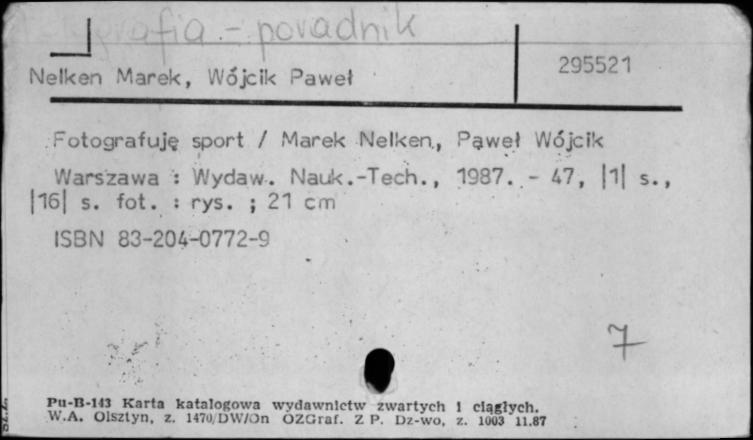 Fotografia - poradnik
Nelken Marek, Wójcik Paweł
295521
Fotografuję sport / Marek Nelken, Paweł Wójcik
Warszawa : Wydaw. Nauk.-Tech., 1987. - 47, |1| s.,
|16| s. fot. : rys. ; 21 cm
ISBN 83-204-0772-9
7
Pu-B-143 Karta katalogowa wydawnictw zwartych i ciągłych.
W.A. Olsztyn, z. 1470/DW/On OZGraf. Z P. Dz-wo, z. 1003 11.87